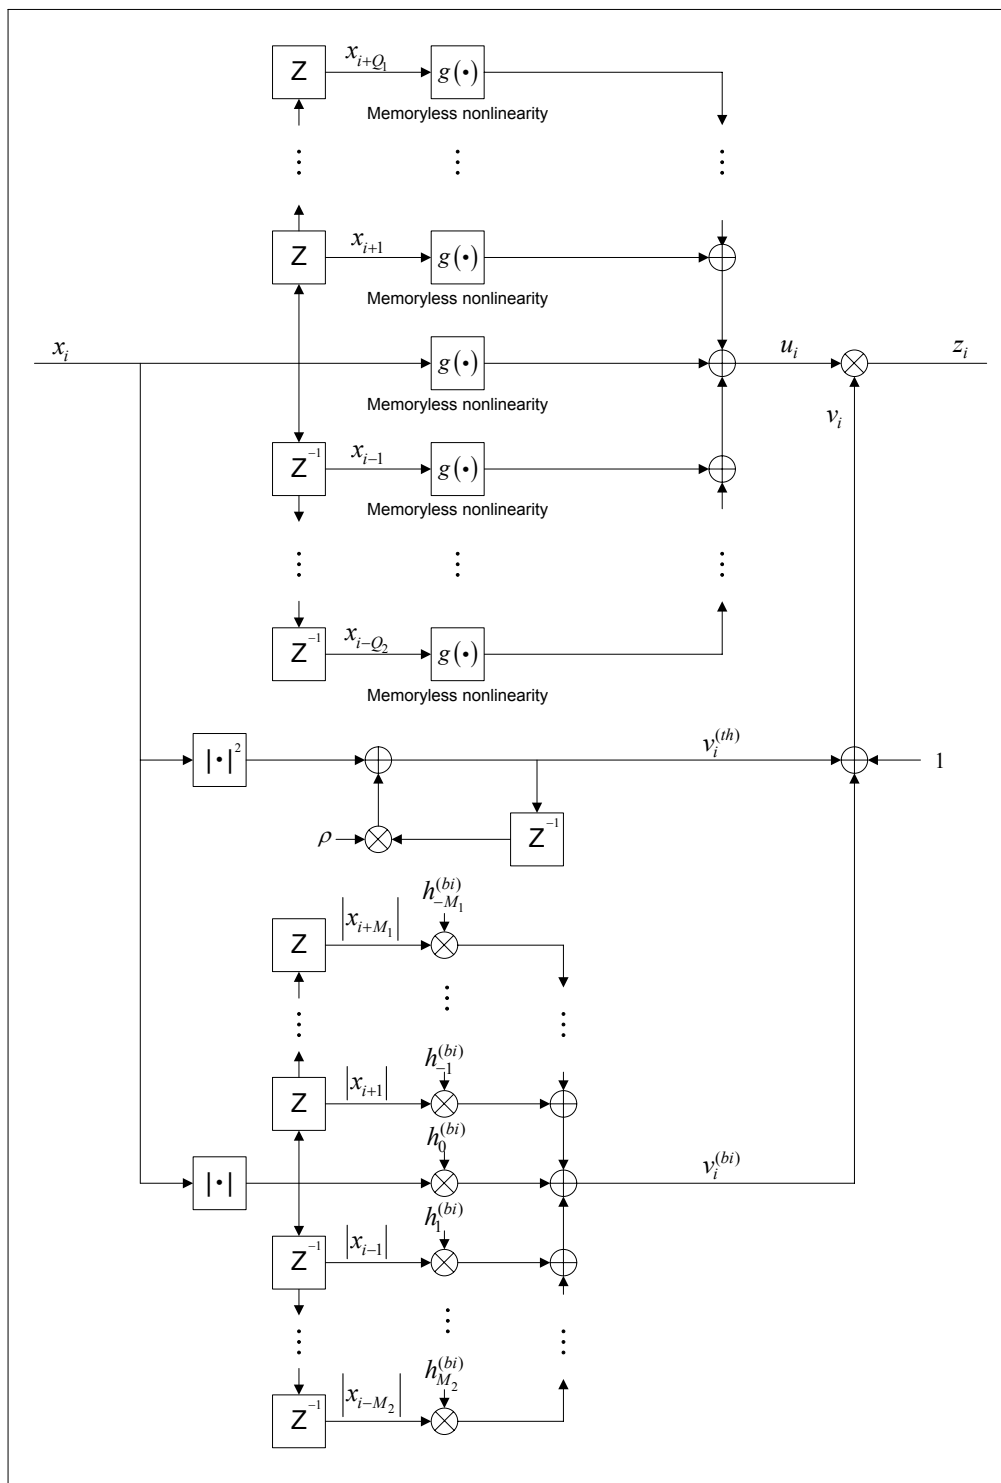 Z x_{i+Q_1} g(•)
Memoryless nonlinearity
⋮ ⋮ ⋮
Z x_{i+1} g(•)
Memoryless nonlinearity
x_i g(•) u_i z_i
Memoryless nonlinearity
v_i
Z^{-1} x_{i-1} g(•)
Memoryless nonlinearity
⋮ ⋮ ⋮
Z^{-1} x_{i-Q_2} g(•)
Memoryless nonlinearity
|•|^2 v_i^{(th)} 1
ρ Z^{-1}
h_{-M_1}^{(bi)}
Z |x_{i+M_1}|
⋮ ⋮ ⋮
h_{-1}^{(bi)}
Z |x_{i+1}|
h_0^{(bi)}
|•| v_i^{(bi)}
h_1^{(bi)}
Z^{-1} |x_{i-1}|
⋮ ⋮ ⋮
h_{M_2}^{(bi)}
Z^{-1} |x_{i-M_2}|